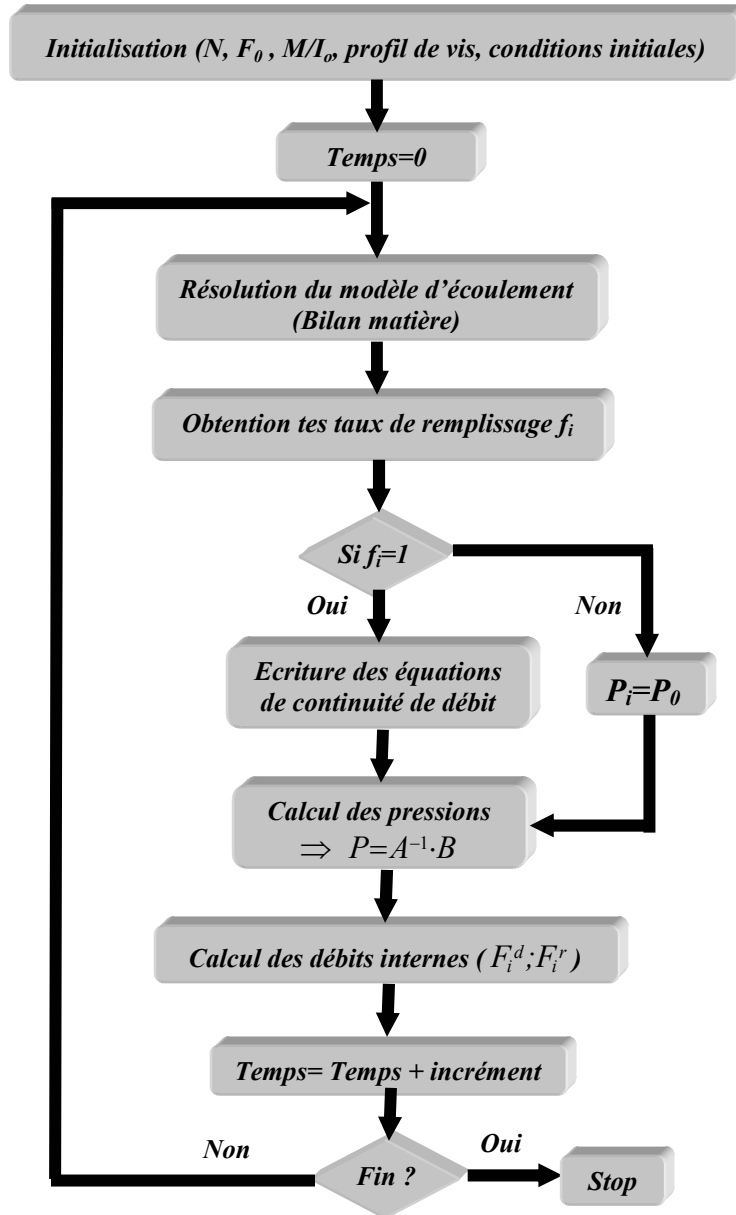 Initialisation (N, F₀ , M/Iₒ, profil de vis, conditions initiales)
Temps=0
Résolution du modèle d’écoulement
(Bilan matière)
Obtention tes taux de remplissage fᵢ
Si fᵢ=1
Oui
Non
Ecriture des équations
de continuité de débit
Pᵢ=P₀
Calcul des pressions
⇒ P=A⁻¹·B
Calcul des débits internes ( Fᵢᵈ;Fᵢʳ )
Temps= Temps + incrément
Non
Oui
Fin ?
Stop